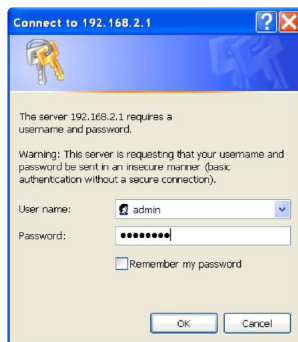 Connect to 192.168.2.1
The server 192.168.2.1 requires a
username and password.
Warning: This server is requesting that your username and
password be sent in an insecure manner (basic
authentication without a secure connection).
User name:
admin
Password:
●●●●●●●●
Remember my password
OK
Cancel